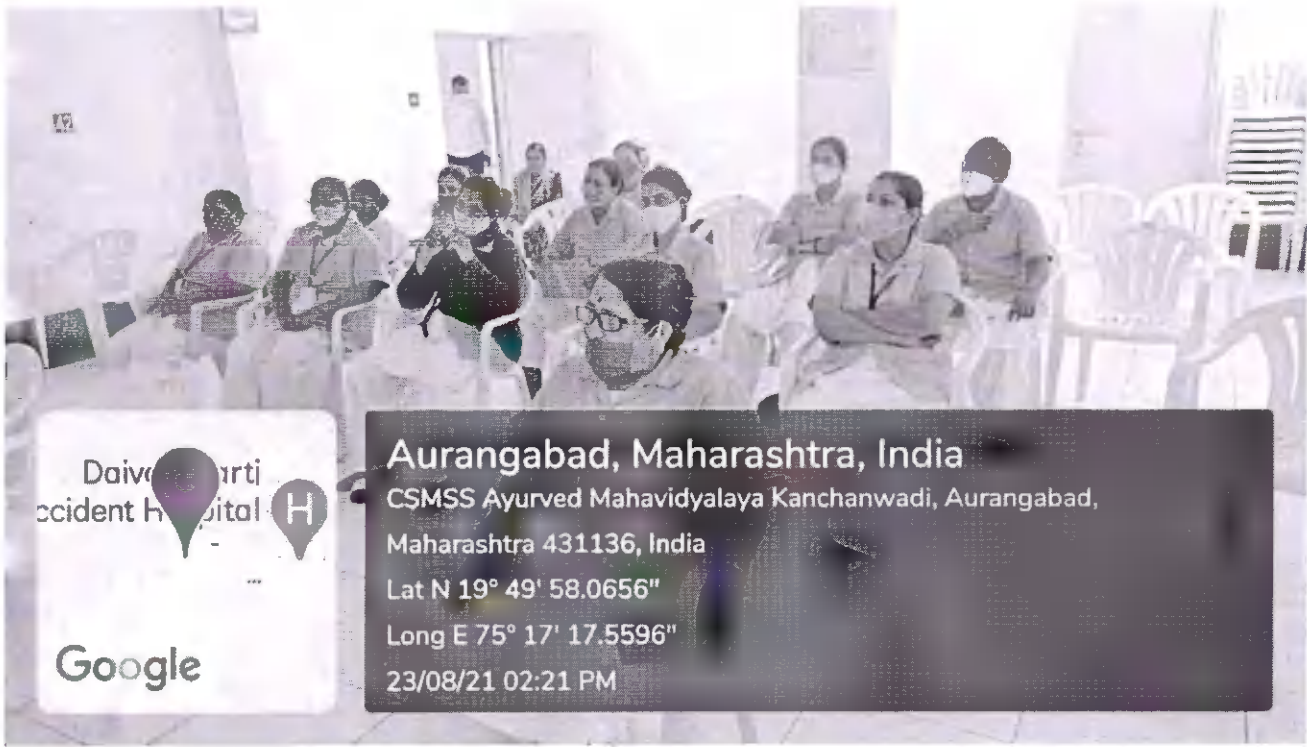 Aurangabad, Maharashtra, India
CSMSS Ayurved Mahavidyalaya Kanchanwadi, Aurangabad,
Maharashtra 431136, India
Lat N 19° 49' 58.0656"
Long E 75° 17' 17.5596"
23/08/21 02:21 PM
H
Google